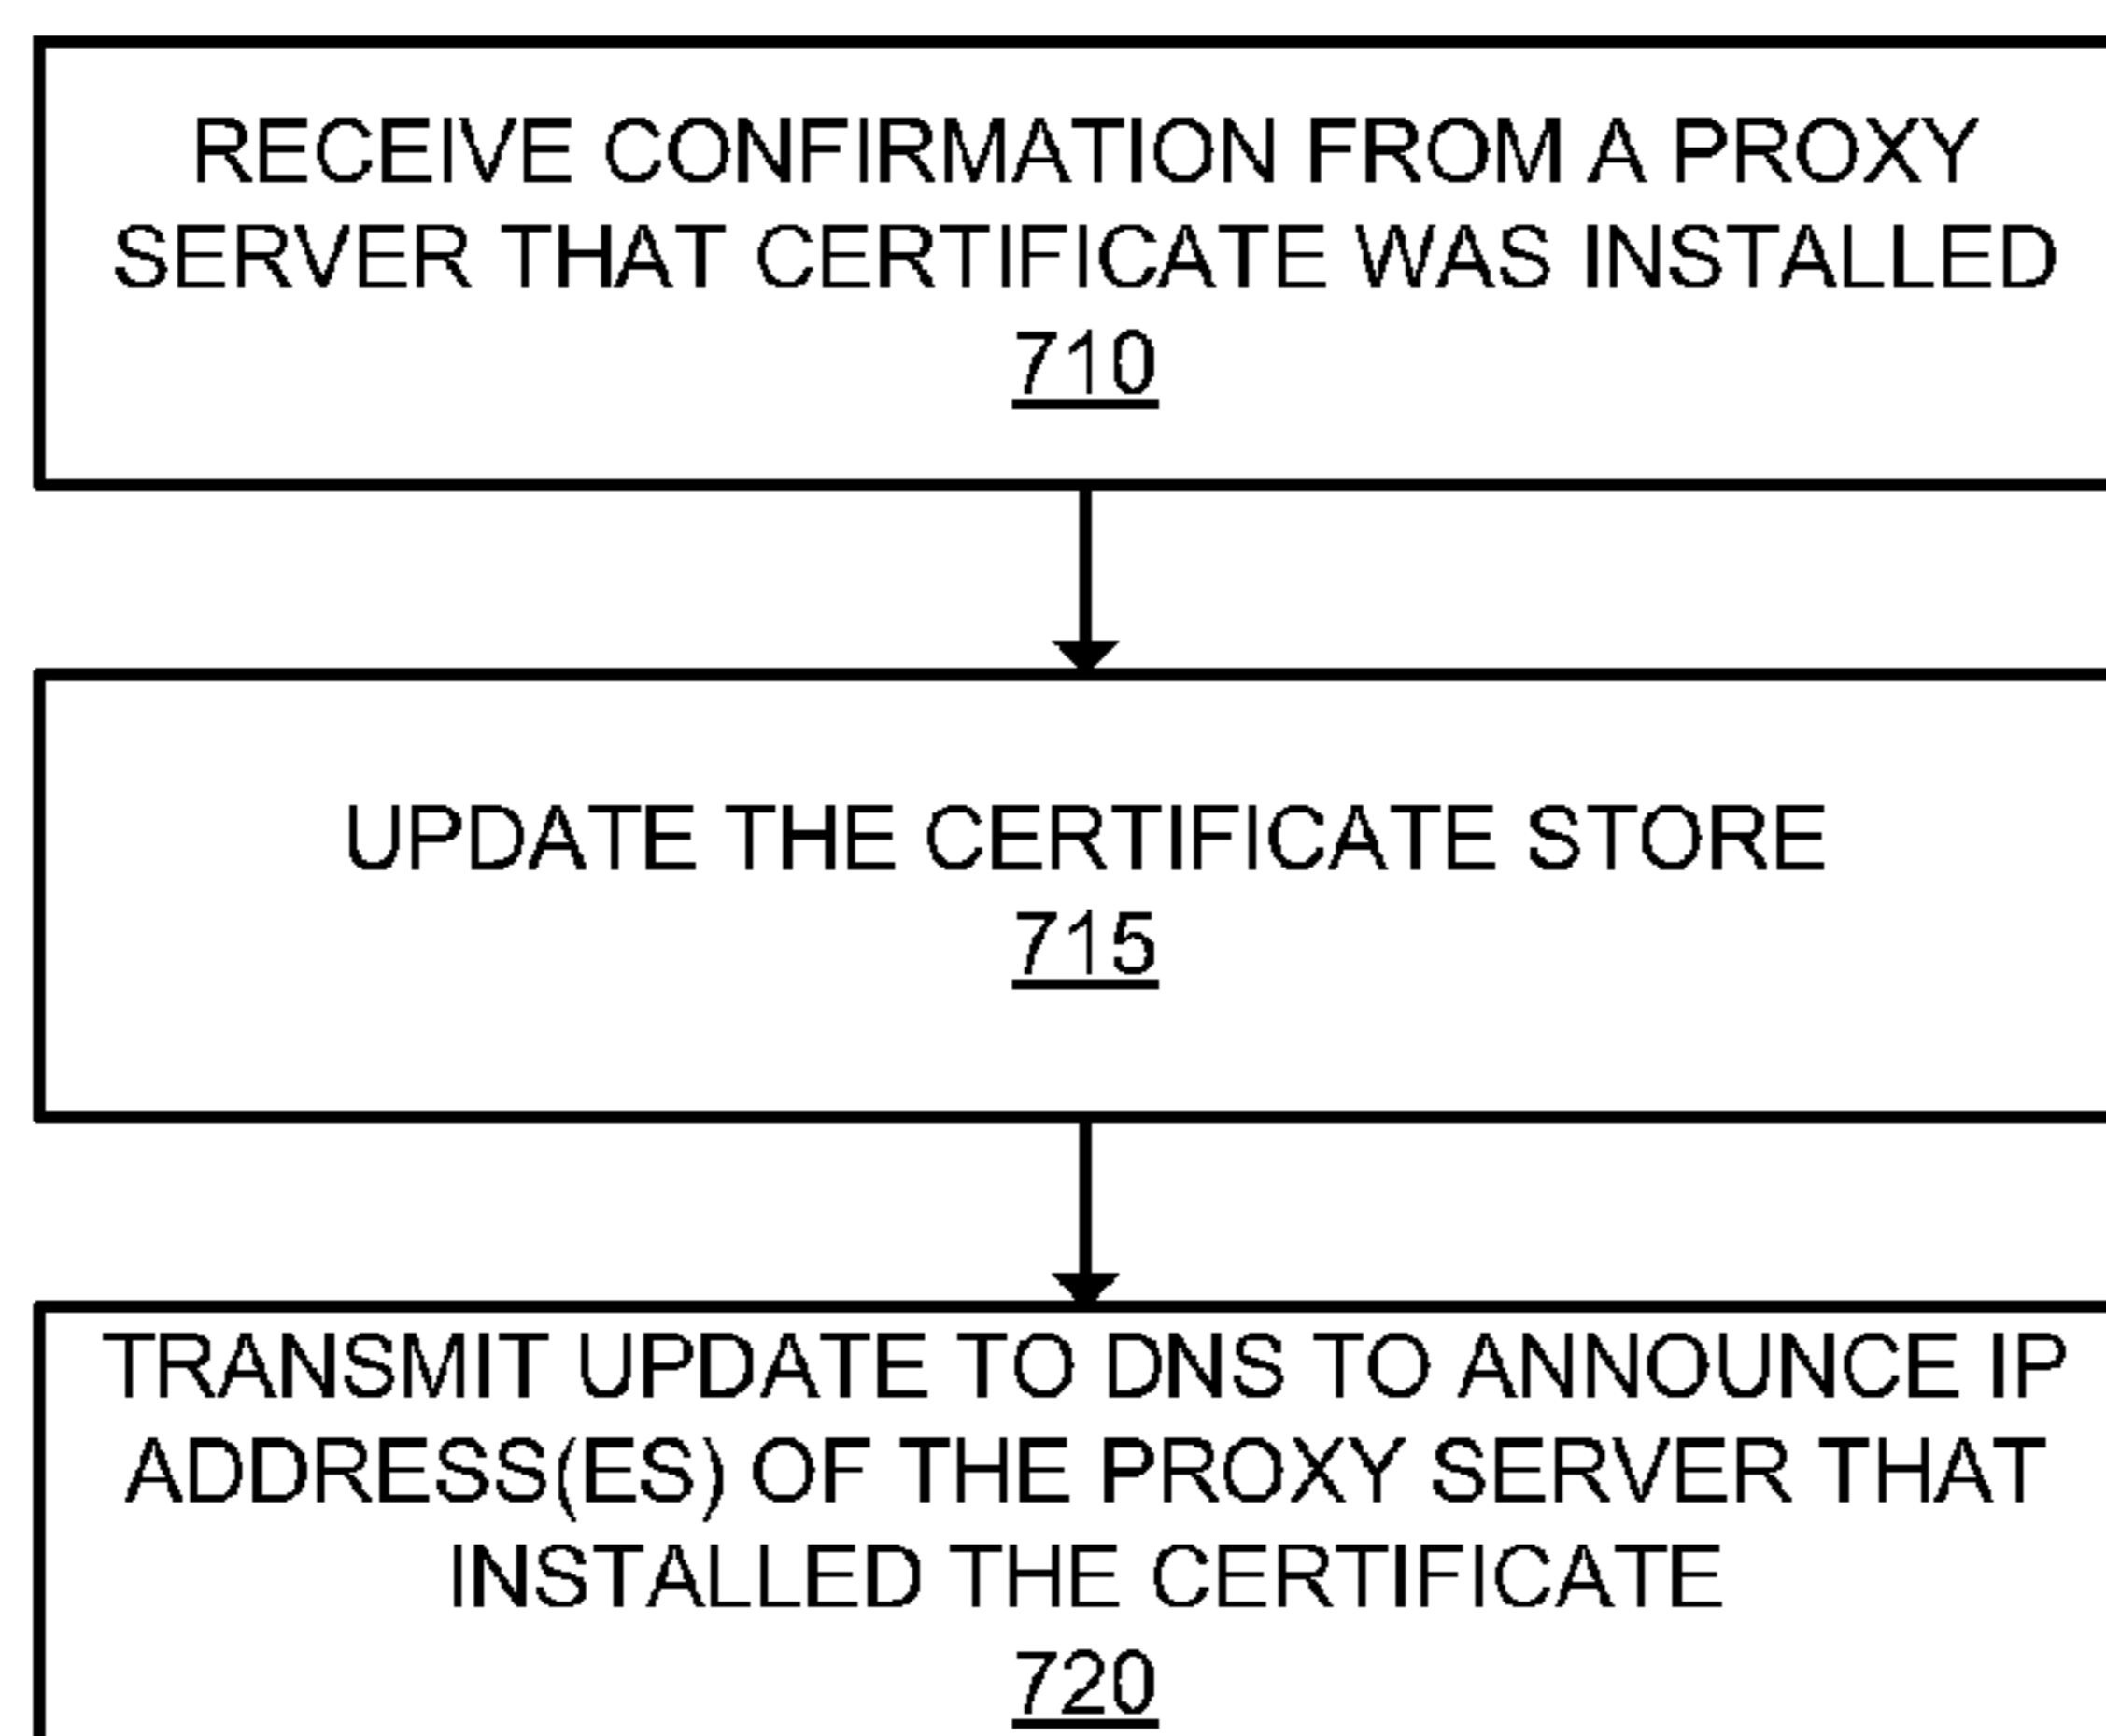 RECEIVE CONFIRMATION FROM A PROXY
SERVER THAT CERTIFICATE WAS INSTALLED
710
UPDATE THE CERTIFICATE STORE
715
TRANSMIT UPDATE TO DNS TO ANNOUNCE IP
ADDRESS(ES) OF THE PROXY SERVER THAT
INSTALLED THE CERTIFICATE
720